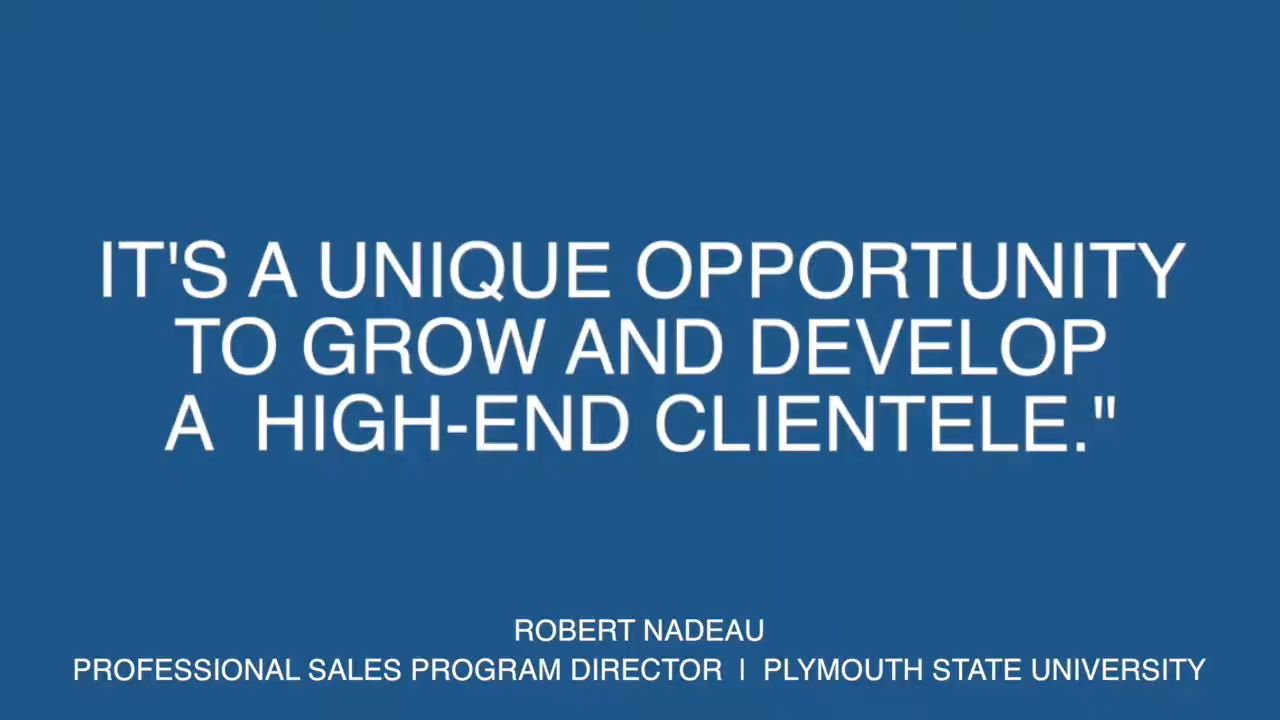 IT'S A UNIQUE OPPORTUNITY
TO GROW AND DEVELOP
A  HIGH-END CLIENTELE."
ROBERT NADEAU
PROFESSIONAL SALES PROGRAM DIRECTOR  |  PLYMOUTH STATE UNIVERSITY